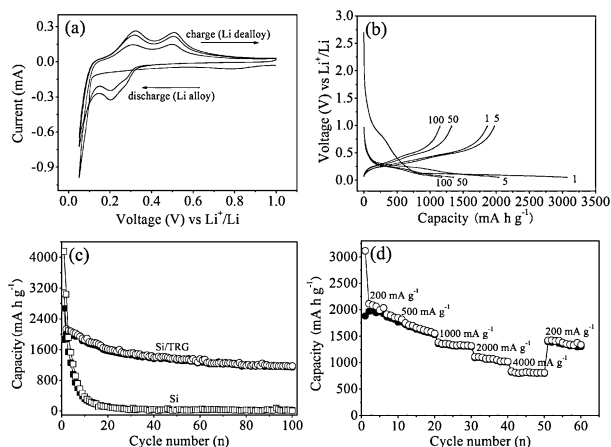 (a)
charge (Li dealloy)
discharge (Li alloy)
Current (mA)
0.3
0.0
-0.3
-0.6
-0.9
0.0 0.2 0.4 0.6 0.8 1.0
Voltage (V) vs Li⁺/Li
(b)
Voltage (V) vs Li⁺/Li
3.0
2.5
2.0
1.5
1.0
0.5
0.0
100 50 1 5
100 50 5 1
0 500 1000 1500 2000 2500 3000 3500
Capacity (mA h g⁻¹)
(c)
Capacity (mA h g⁻¹)
4000
3200
2400
1600
800
0
Si/TRG
Si
0 20 40 60 80 100
Cycle number (n)
(d)
Capacity (mA h g⁻¹)
3000
2500
2000
1500
1000
500
0
200 mA g⁻¹
500 mA g⁻¹
1000 mA g⁻¹
2000 mA g⁻¹
4000 mA g⁻¹
200 mA g⁻¹
0 10 20 30 40 50 60
Cycle number (n)